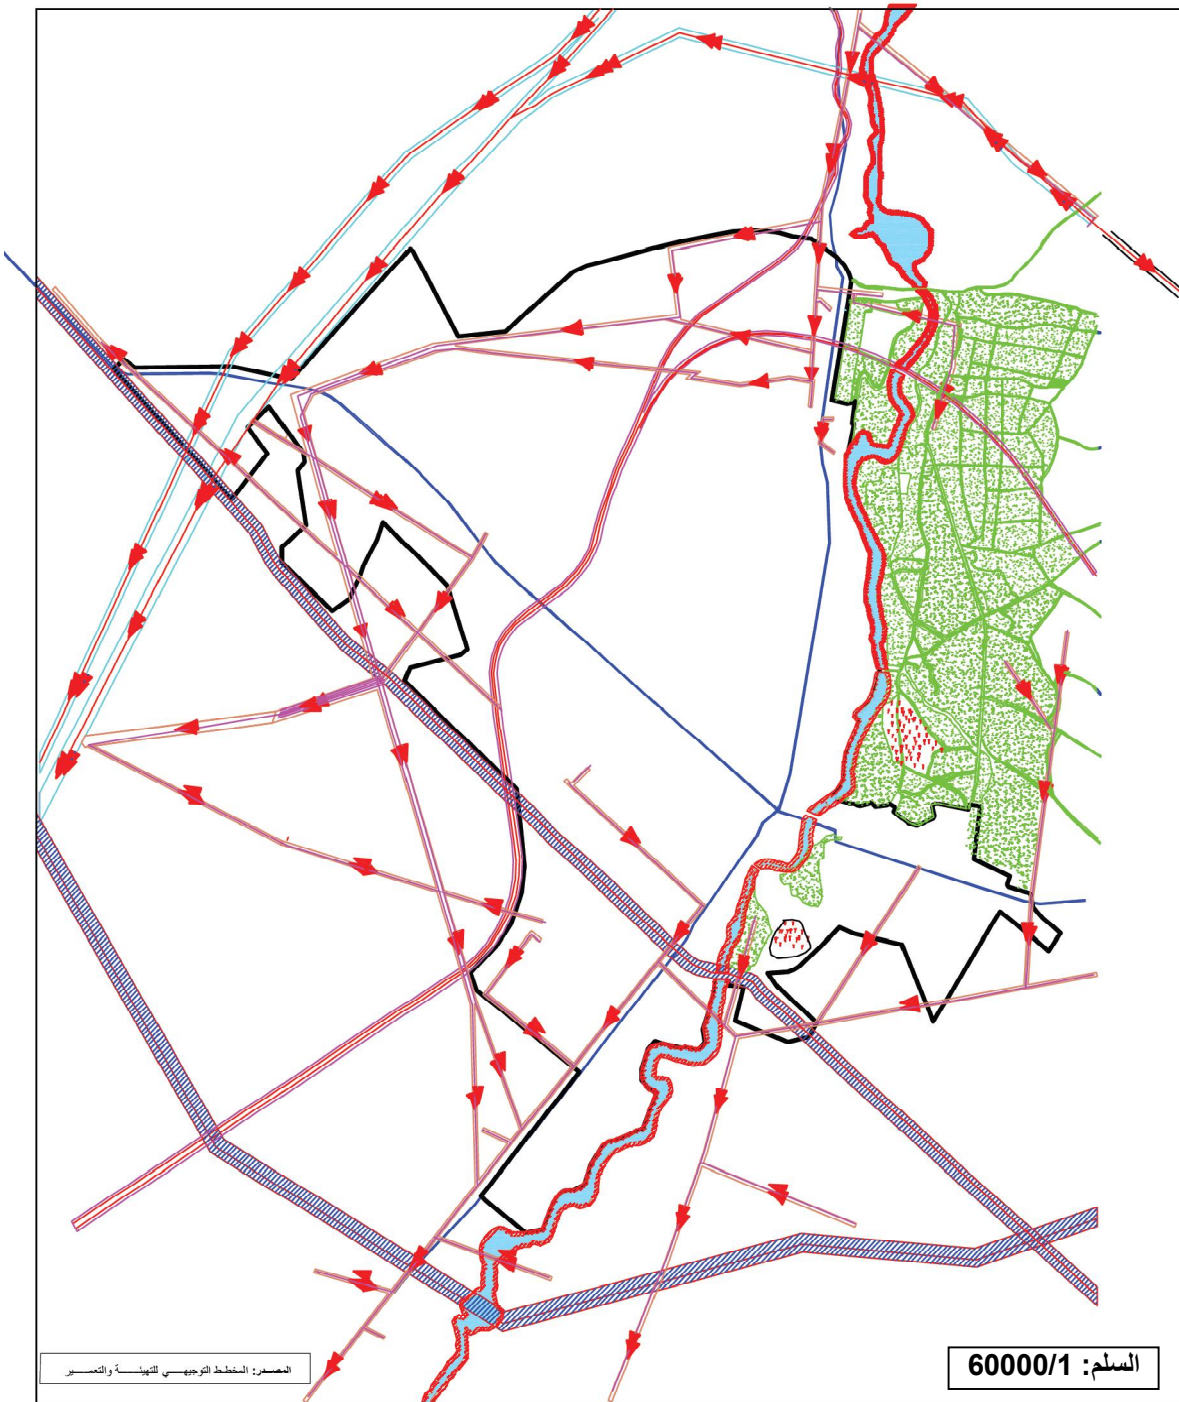 المصدر: المخطط التوجيهي للتهيئة والتعمير
السلم: 60000/1